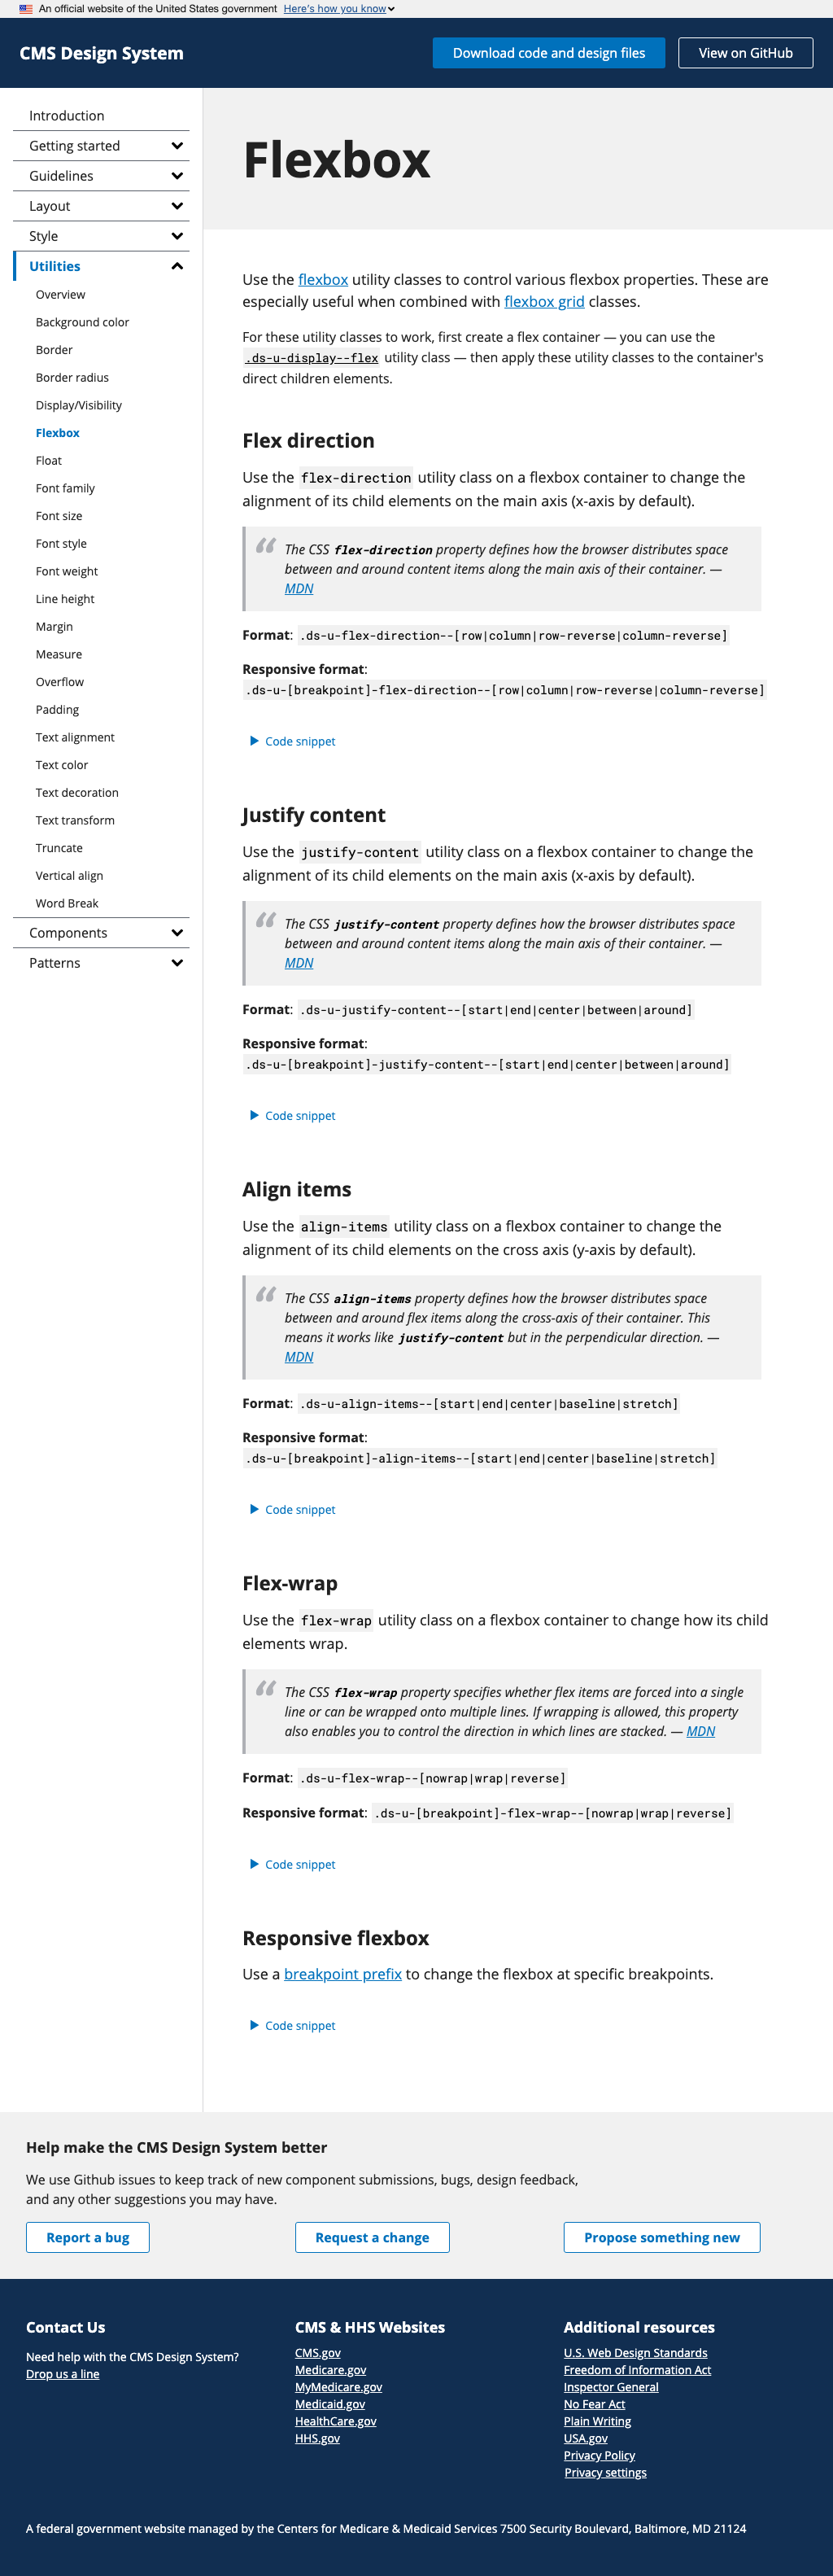 An official website of the United States government Here's how you know
CMS Design System
Download code and design files
View on GitHub
Introduction
Getting started
Guidelines
Layout
Style
Utilities
Overview
Background color
Border
Border radius
Display/Visibility
Flexbox
Float
Font family
Font size
Font style
Font weight
Line height
Margin
Measure
Overflow
Padding
Text alignment
Text color
Text decoration
Text transform
Truncate
Vertical align
Word Break
Components
Patterns
Flexbox
Use the flexbox utility classes to control various flexbox properties. These are
especially useful when combined with flexbox grid classes.
For these utility classes to work, first create a flex container — you can use the
.ds-u-display--flex utility class — then apply these utility classes to the container's
direct children elements.
Flex direction
Use the flex-direction utility class on a flexbox container to change the
alignment of its child elements on the main axis (x-axis by default).
“ The CSS flex-direction property defines how the browser distributes space
between and around content items along the main axis of their container. —
MDN
Format: .ds-u-flex-direction--[row|column|row-reverse|column-reverse]
Responsive format:
.ds-u-[breakpoint]-flex-direction--[row|column|row-reverse|column-reverse]
Code snippet
Justify content
Use the justify-content utility class on a flexbox container to change the
alignment of its child elements on the main axis (x-axis by default).
“ The CSS justify-content property defines how the browser distributes space
between and around content items along the main axis of their container. —
MDN
Format: .ds-u-justify-content--[start|end|center|between|around]
Responsive format:
.ds-u-[breakpoint]-justify-content--[start|end|center|between|around]
Code snippet
Align items
Use the align-items utility class on a flexbox container to change the
alignment of its child elements on the cross axis (y-axis by default).
“ The CSS align-items property defines how the browser distributes space
between and around flex items along the cross-axis of their container. This
means it works like justify-content but in the perpendicular direction. —
MDN
Format: .ds-u-align-items--[start|end|center|baseline|stretch]
Responsive format:
.ds-u-[breakpoint]-align-items--[start|end|center|baseline|stretch]
Code snippet
Flex-wrap
Use the flex-wrap utility class on a flexbox container to change how its child
elements wrap.
“ The CSS flex-wrap property specifies whether flex items are forced into a single
line or can be wrapped onto multiple lines. If wrapping is allowed, this property
also enables you to control the direction in which lines are stacked. — MDN
Format: .ds-u-flex-wrap--[nowrap|wrap|reverse]
Responsive format: .ds-u-[breakpoint]-flex-wrap--[nowrap|wrap|reverse]
Code snippet
Responsive flexbox
Use a breakpoint prefix to change the flexbox at specific breakpoints.
Code snippet
Help make the CMS Design System better
We use Github issues to keep track of new component submissions, bugs, design feedback,
and any other suggestions you may have.
Report a bug
Request a change
Propose something new
Contact Us
Need help with the CMS Design System?
Drop us a line
CMS & HHS Websites
CMS.gov
Medicare.gov
MyMedicare.gov
Medicaid.gov
HealthCare.gov
HHS.gov
Additional resources
U.S. Web Design Standards
Freedom of Information Act
Inspector General
No Fear Act
Plain Writing
USA.gov
Privacy Policy
Privacy settings
A federal government website managed by the Centers for Medicare & Medicaid Services 7500 Security Boulevard, Baltimore, MD 21124